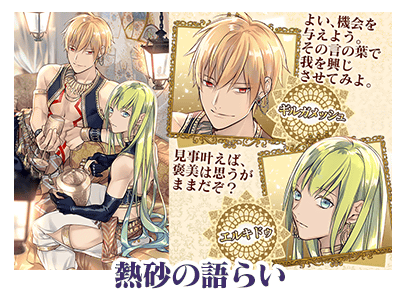 よい、機会を
与えよう。
その言の葉で
我を興じ
させてみよ。
ギルガメッシュ
見事叶えば、
褒美は思うが
ままだぞ？
エルキドゥ
熱砂の語らい